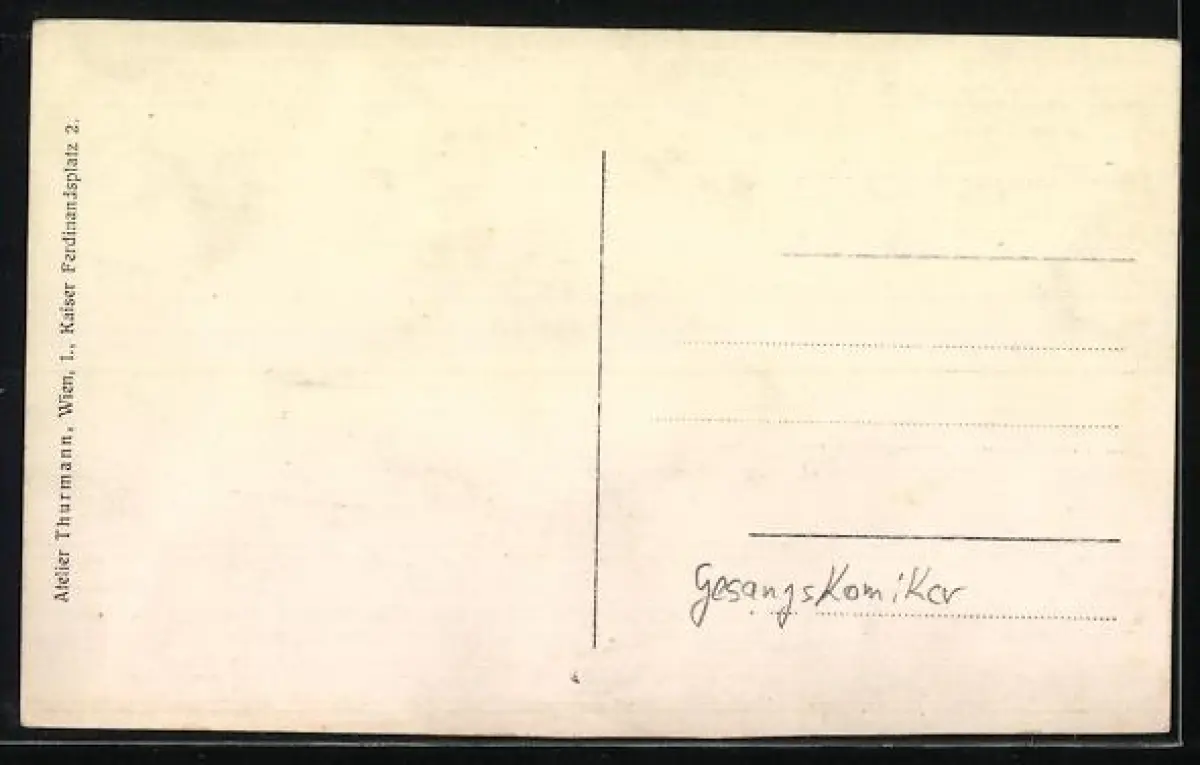 Atelier Thurmann, Wien, I., Kaiser Ferdinandsplatz 2.
Gesangskomiker